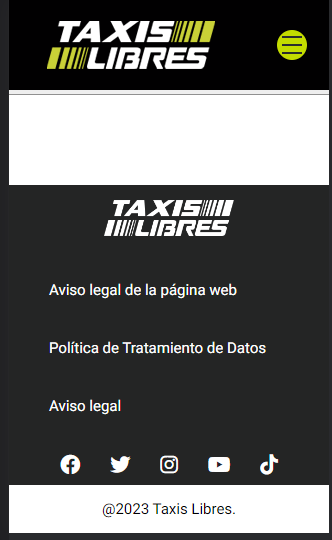 TAXIS
LIBRES
TAXIS
LIBRES
Aviso legal de la página web
Política de Tratamiento de Datos
Aviso legal
@2023 Taxis Libres.